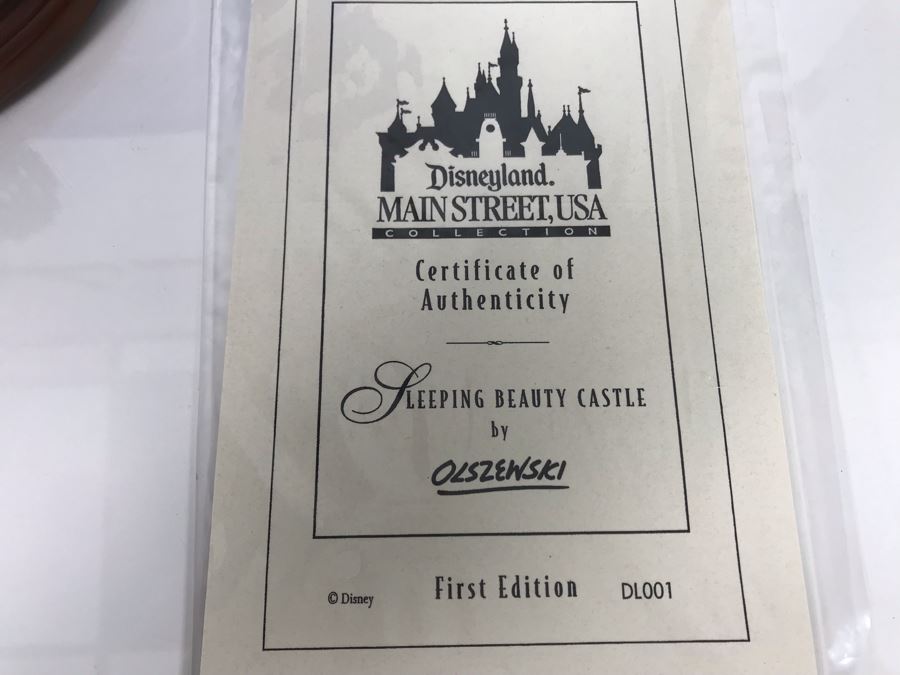 Disneyland.
MAIN STREET, USA
COLLECTION
Certificate of
Authenticity
SLEEPING BEAUTY CASTLE
by
OLSZEWSKI
© Disney First Edition DL001